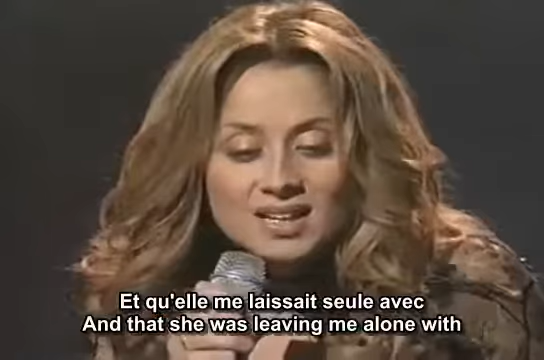 Et qu'elle me laissait seule avec
And that she was leaving me alone with